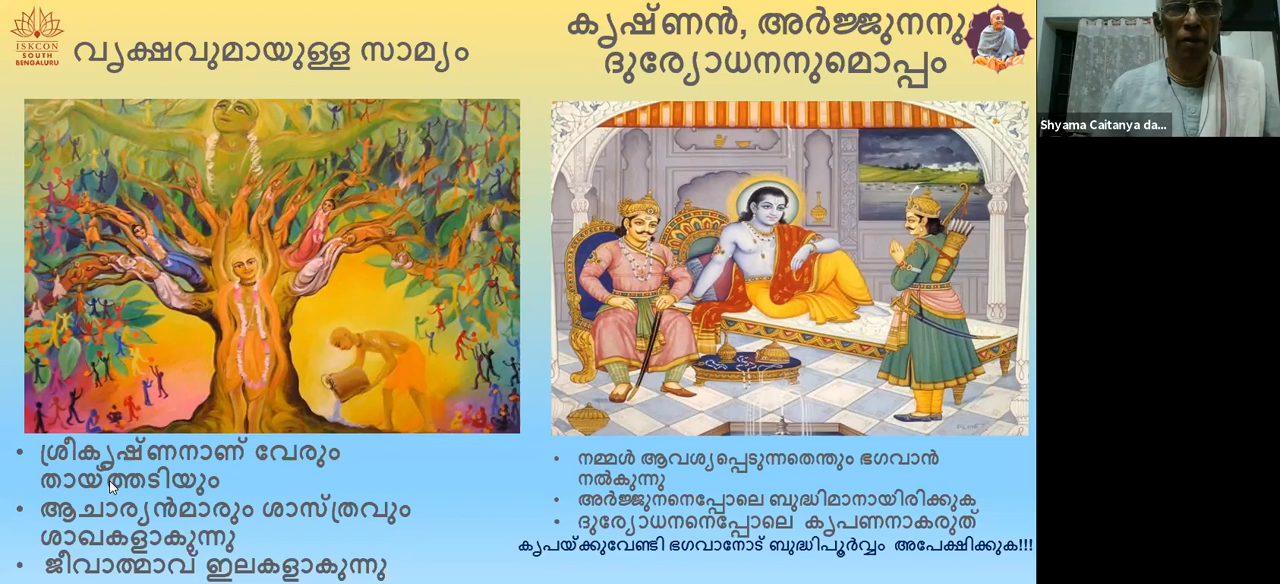 ISKCON
SOUTH
BENGALURU
വൃക്ഷവുമായുള്ള സാമ്യം
കൃഷ്ണൻ, അർജ്ജുനനു
ദുര്യോധനനുമൊപ്പം
Shyama Caitanya da...
ശ്രീകൃഷ്ണനാണ് വേരും
തായ്ത്തടിയും
ആചാര്യൻമാരും ശാസ്ത്രവും
ശാഖകളാകുന്നു
ജീവാത്മാവ് ഇലകളാകുന്നു
നമ്മൾ ആവശ്യപ്പെടുന്നതെന്തും ഭഗവാൻ
നൽകുന്നു
അർജ്ജുനനെപ്പോലെ ബുദ്ധിമാനായിരിക്കുക
ദുര്യോധനനെപ്പോലെ കൃപണനാകരുത്
കൃപയ്ക്കുവേണ്ടി ഭഗവാനോട് ബുദ്ധിപൂർവ്വം അപേക്ഷിക്കുക!!!